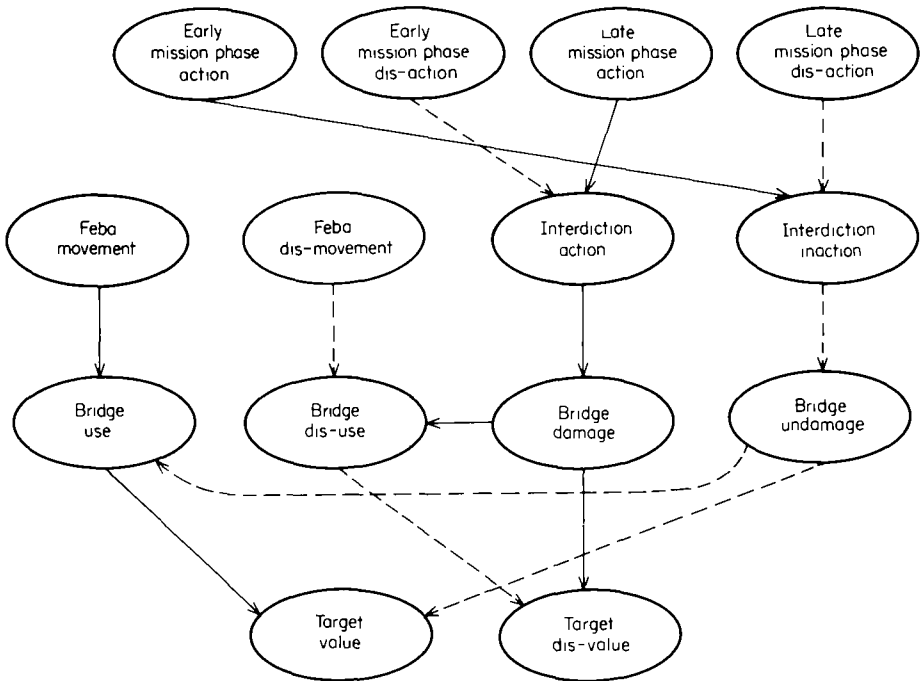 Early
mission phase
action
Early
mission phase
dis-action
Late
mission phase
action
Late
mission phase
dis-action
Feba
movement
Feba
dis-movement
Interdiction
action
Interdiction
inaction
Bridge
use
Bridge
dis-use
Bridge
damage
Bridge
undamage
Target
value
Target
dis-value